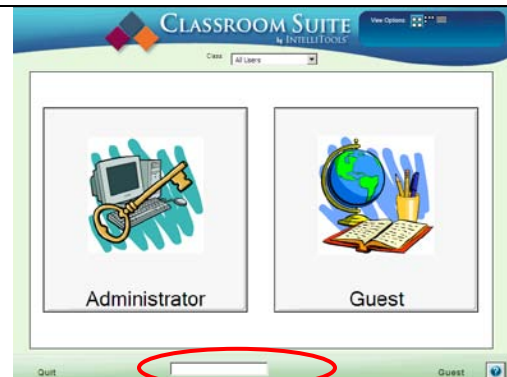 CLASSROOM SUITE
by INTELLITOOLS
View Options
Class All Users
Administrator Guest
Quit Guest ?